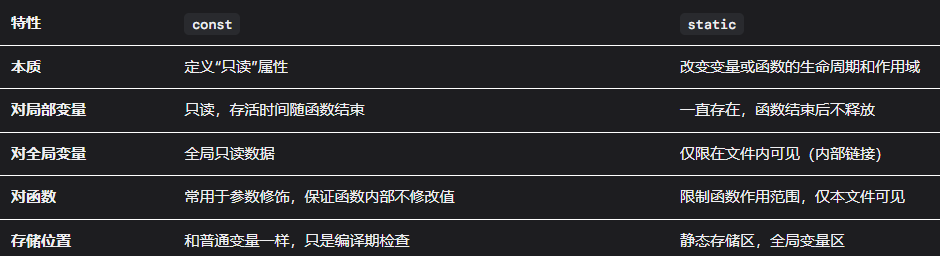 特性 const static
本质 定义“只读”属性 改变变量或函数的生命周期和作用域
对局部变量 只读，存活时间随函数结束 一直存在，函数结束后不释放
对全局变量 全局只读数据 仅限在文件内可见（内部链接）
对函数 常用于参数修饰，保证函数内部不修改值 限制函数作用范围，仅本文件可见
存储位置 和普通变量一样，只是编译期检查 静态存储区，全局变量区